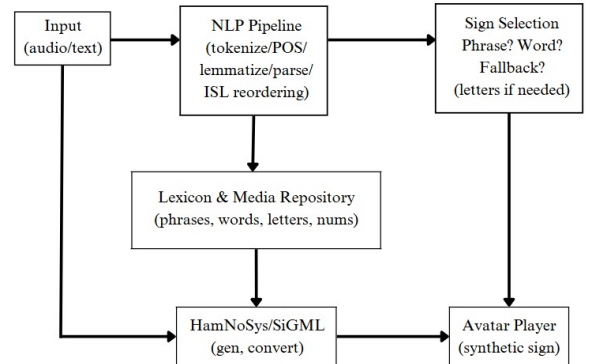 Input
(audio/text)
NLP Pipeline
(tokenize/POS/
lemmatize/parse/
ISL reordering)
Sign Selection
Phrase? Word?
Fallback?
(letters if needed)
Lexicon & Media Repository
(phrases, words, letters, nums)
HamNoSys/SiGML
(gen, convert)
Avatar Player
(synthetic sign)